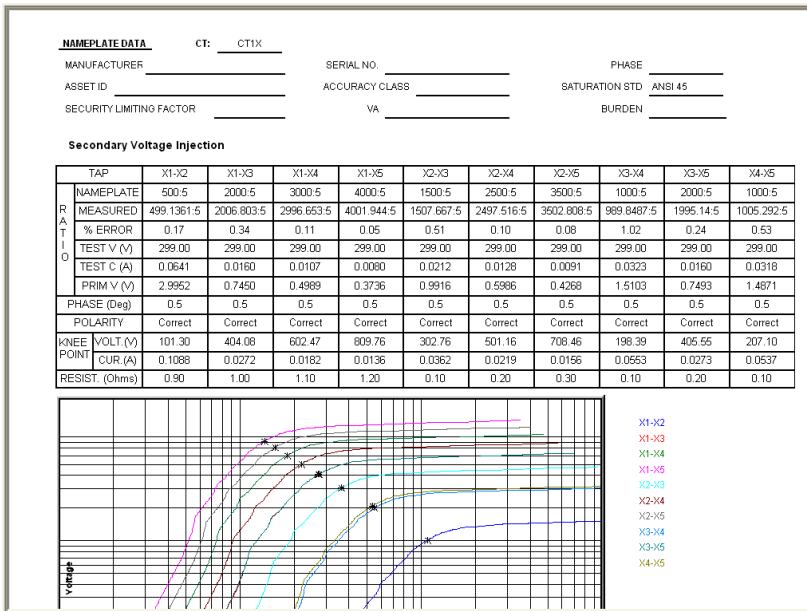 NAMEPLATE DATA CT: CT1X
MANUFACTURER SERIAL NO. PHASE
ASSET ID ACCURACY CLASS SATURATION STD ANSI 45
SECURITY LIMITING FACTOR VA BURDEN
Secondary Voltage Injection
TAP X1-X2 X1-X3 X1-X4 X1-X5 X2-X3 X2-X4 X2-X5 X3-X4 X3-X5 X4-X5
RATIO
NAMEPLATE 500:5 2000:5 3000:5 4000:5 1500:5 2500:5 3500:5 1000:5 2000:5 1000:5
MEASURED 499.1361:5 2006.803:5 2996.653:5 4001.944:5 1507.667:5 2497.516:5 3502.808:5 989.8487:5 1995.14:5 1005.292:5
% ERROR 0.17 0.34 0.11 0.05 0.51 0.10 0.08 1.02 0.24 0.53
TEST V (V) 299.00 299.00 299.00 299.00 299.00 299.00 299.00 299.00 299.00 299.00
TEST C (A) 0.0641 0.0160 0.0107 0.0080 0.0212 0.0128 0.0091 0.0323 0.0160 0.0318
PRIM V (V) 2.9952 0.7450 0.4989 0.3736 0.9916 0.5986 0.4268 1.5103 0.7493 1.4871
PHASE (Deg) 0.5 0.5 0.5 0.5 0.5 0.5 0.5 0.5 0.5 0.5
POLARITY Correct Correct Correct Correct Correct Correct Correct Correct Correct Correct
KNEE POINT
VOLT.(V) 101.30 404.08 602.47 809.76 302.76 501.16 708.46 198.39 405.55 207.10
CUR.(A) 0.1088 0.0272 0.0182 0.0136 0.0362 0.0219 0.0156 0.0553 0.0273 0.0537
RESIST. (Ohms) 0.90 1.00 1.10 1.20 0.10 0.20 0.30 0.10 0.20 0.10
Voltage
X1-X2
X1-X3
X1-X4
X1-X5
X2-X3
X2-X4
X2-X5
X3-X4
X3-X5
X4-X5